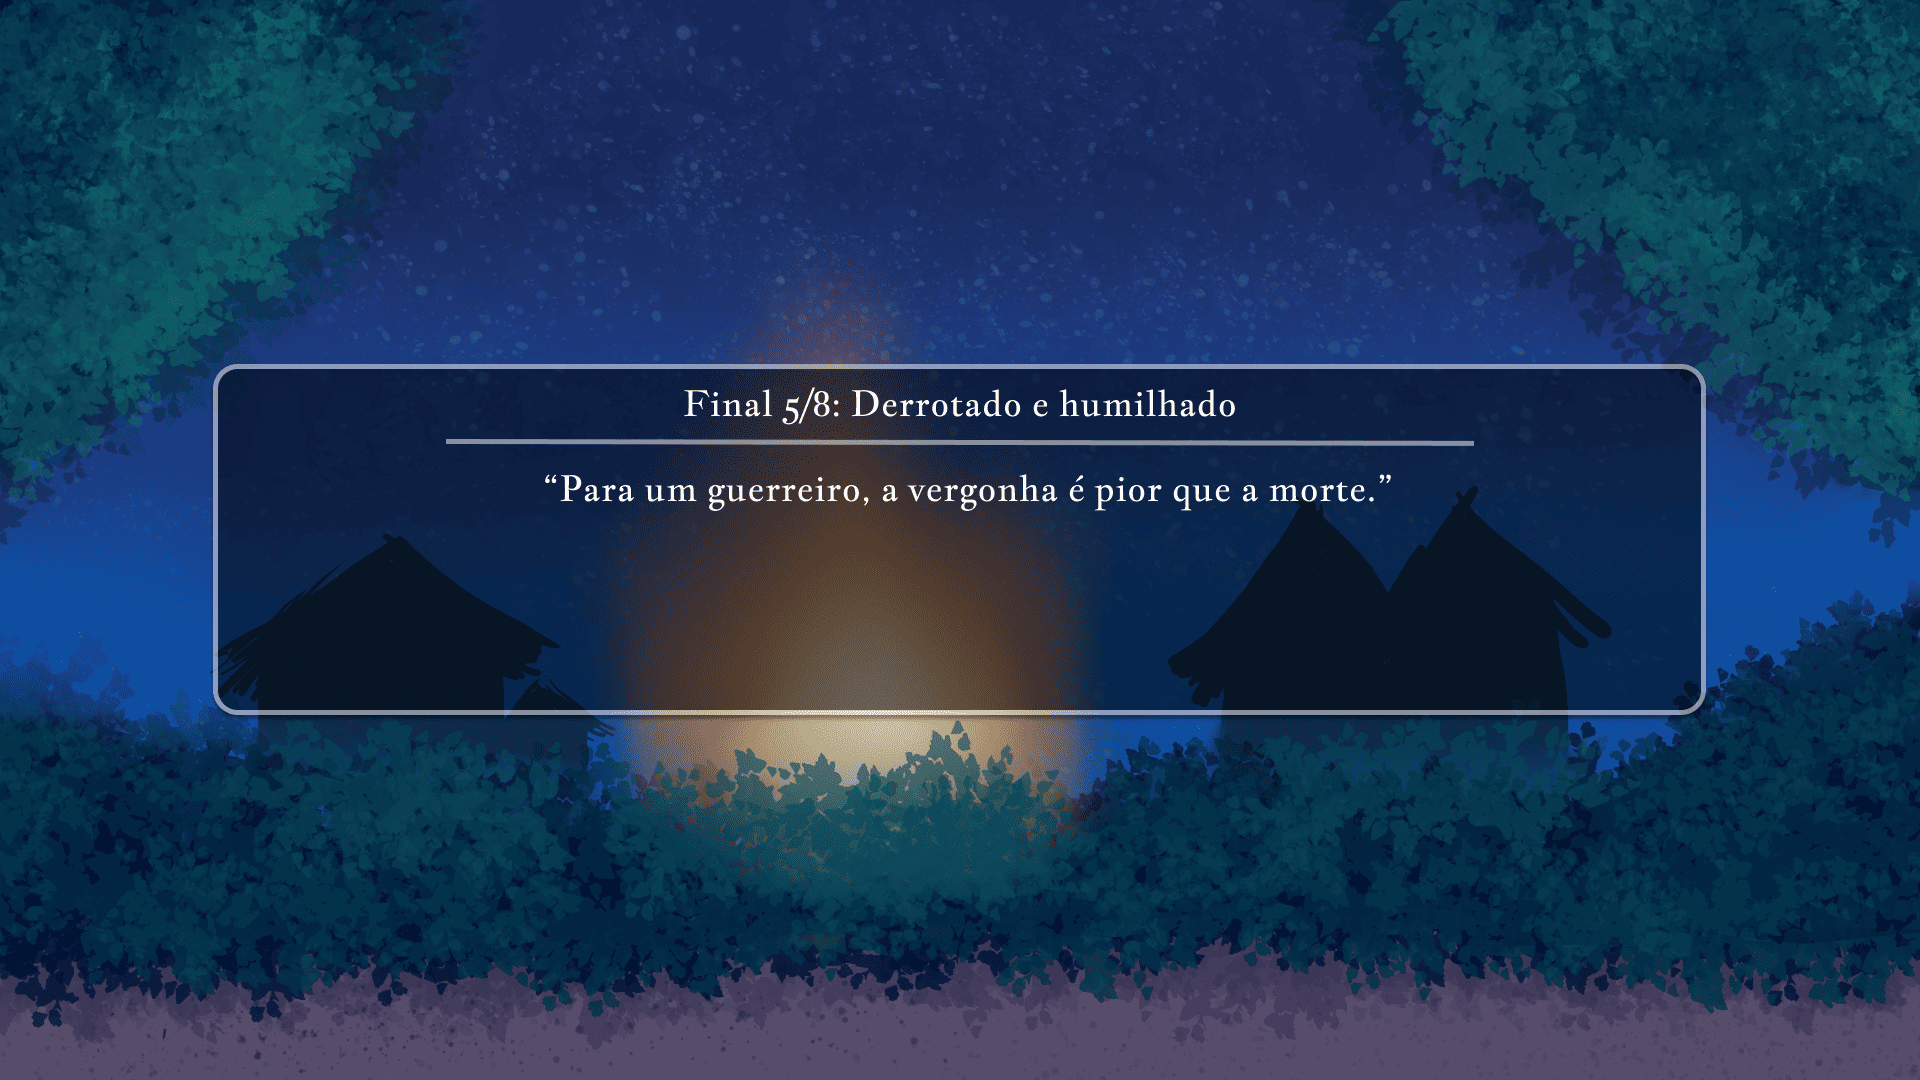 Final 5/8: Derrotado e humilhado
“Para um guerreiro, a vergonha é pior que a morte.”